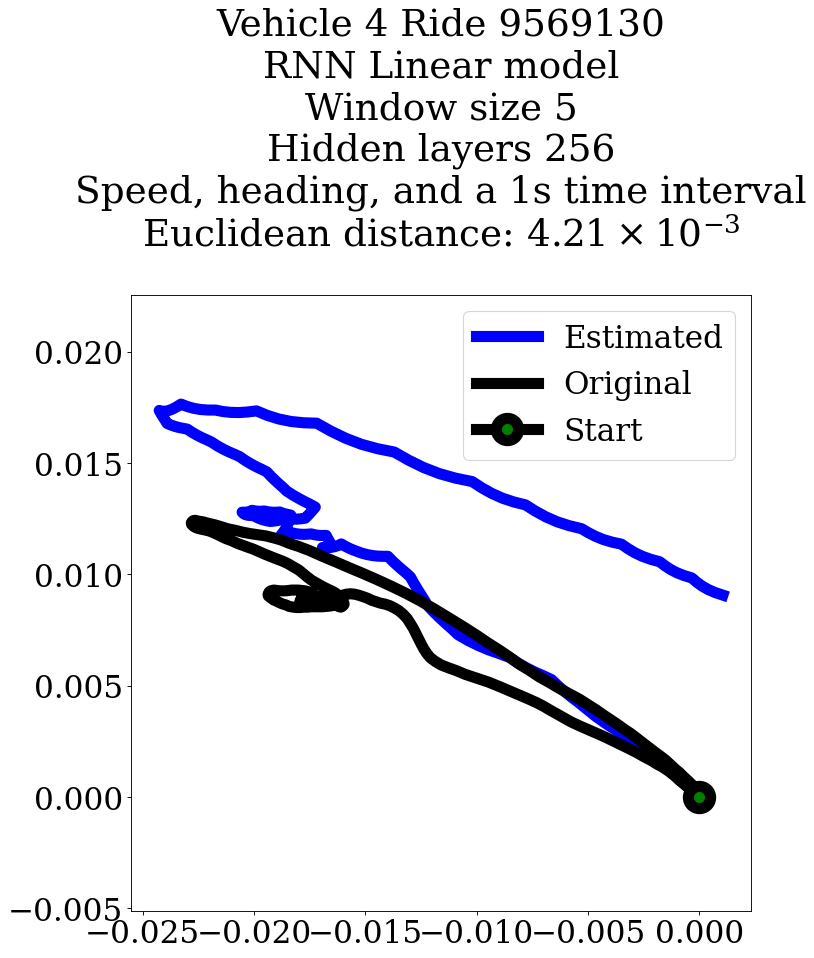 Vehicle 4 Ride 9569130
RNN Linear model
Window size 5
Hidden layers 256
Speed, heading, and a 1s time interval
Euclidean distance: 4.21 × 10⁻³
Estimated
Original
Start
0.020
0.015
0.010
0.005
0.000
−0.005
−0.025 −0.020 −0.015 −0.010 −0.005 0.000